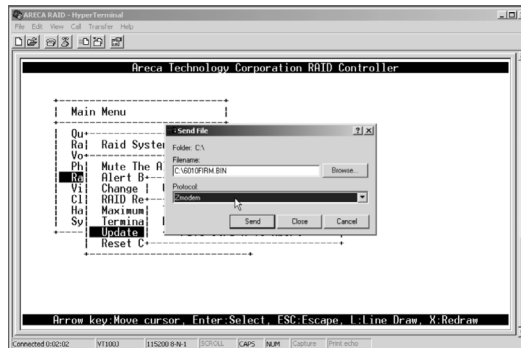 ARECA RAID - HyperTerminal
File Edit View Call Transfer Help
Areca Technology Corporation RAID Controller
Main Menu
Qu
Ra Raid System
Vo
Ph Mute The A
Ra Alert B
Vi Change
Cl RAID Re
Ha Maximum
Sy Termina
Update
Reset C
Send File
Folder: C:\
Filename:
C:\6010FIRM.BIN Browse...
Protocol:
Zmodem
Send Close Cancel
Arrow key:Move cursor, Enter:Select, ESC:Escape, L:Line Draw, X:Redraw
Connected 0:02:02 VT100J 115200 8-N-1 SCROLL CAPS NUM Capture Print echo